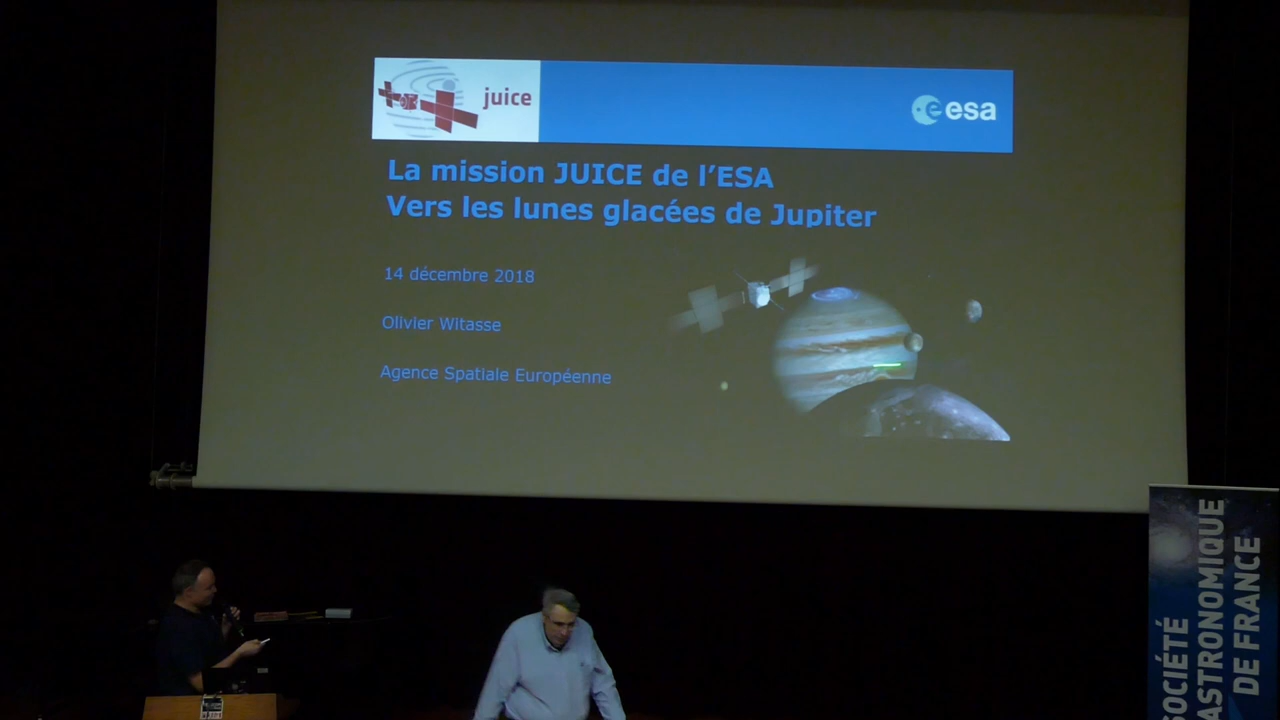 juice
esa
La mission JUICE de l'ESA
Vers les lunes glacées de Jupiter
14 décembre 2018
Olivier Witasse
Agence Spatiale Européenne
SOCIÉTÉ
ASTRONOMIQUE
DE FRANCE